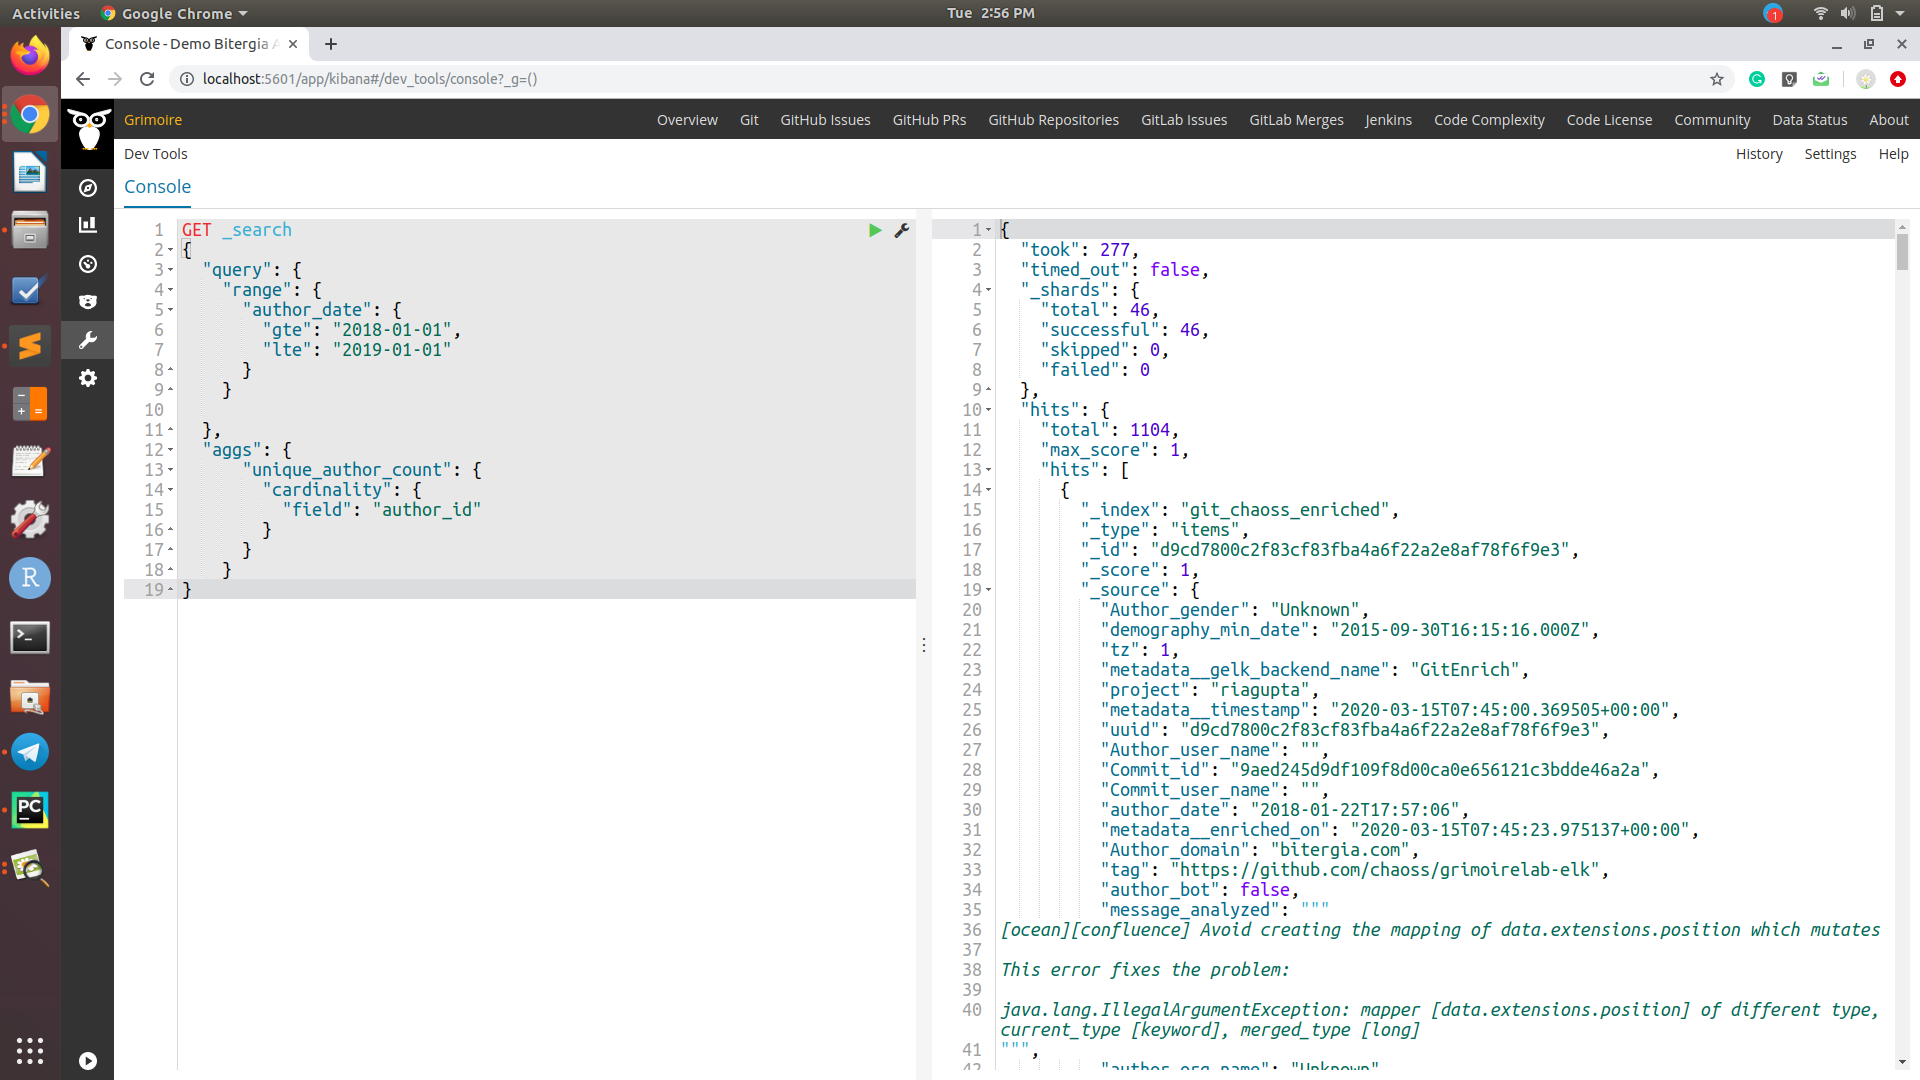 Activities
Google Chrome
Tue 2:56 PM
1
Console - Demo Bitergia A
localhost:5601/app/kibana#/dev_tools/console?_g=()
Grimoire
Overview Git GitHub Issues GitHub PRs GitHub Repositories GitLab Issues GitLab Merges Jenkins Code Complexity Code License Community Data Status About
Dev Tools
History Settings Help
Console
1 GET _search
2 {
3 "query": {
4 "range": {
5 "author_date": {
6 "gte": "2018-01-01",
7 "lte": "2019-01-01"
8 }
9 }
10
11 },
12 "aggs": {
13 "unique_author_count": {
14 "cardinality": {
15 "field": "author_id"
16 }
17 }
18 }
19 }
1 {
2 "took": 277,
3 "timed_out": false,
4 "_shards": {
5 "total": 46,
6 "successful": 46,
7 "skipped": 0,
8 "failed": 0
9 },
10 "hits": {
11 "total": 1104,
12 "max_score": 1,
13 "hits": [
14 {
15 "_index": "git_chaoss_enriched",
16 "_type": "items",
17 "_id": "d9cd7800c2f83cf83fba4a6f22a2e8af78f6f9e3",
18 "_score": 1,
19 "_source": {
20 "Author_gender": "Unknown",
21 "demography_min_date": "2015-09-30T16:15:16.000Z",
22 "tz": 1,
23 "metadata__gelk_backend_name": "GitEnrich",
24 "project": "riagupta",
25 "metadata__timestamp": "2020-03-15T07:45:00.369505+00:00",
26 "uuid": "d9cd7800c2f83cf83fba4a6f22a2e8af78f6f9e3",
27 "Author_user_name": "",
28 "Commit_id": "9aed245d9df109f8d00ca0e656121c3bdde46a2a",
29 "Commit_user_name": "",
30 "author_date": "2018-01-22T17:57:06",
31 "metadata__enriched_on": "2020-03-15T07:45:23.975137+00:00",
32 "Author_domain": "bitergia.com",
33 "tag": "https://github.com/chaoss/grimoirelab-elk",
34 "author_bot": false,
35 "message_analyzed": """
36 [ocean][confluence] Avoid creating the mapping of data.extensions.position which mutates
37
38 This error fixes the problem:
39
40 java.lang.IllegalArgumentException: mapper [data.extensions.position] of different type,
current_type [keyword], merged_type [long]
41 """,
42 "author_org_name": "Unknown"
R
PC